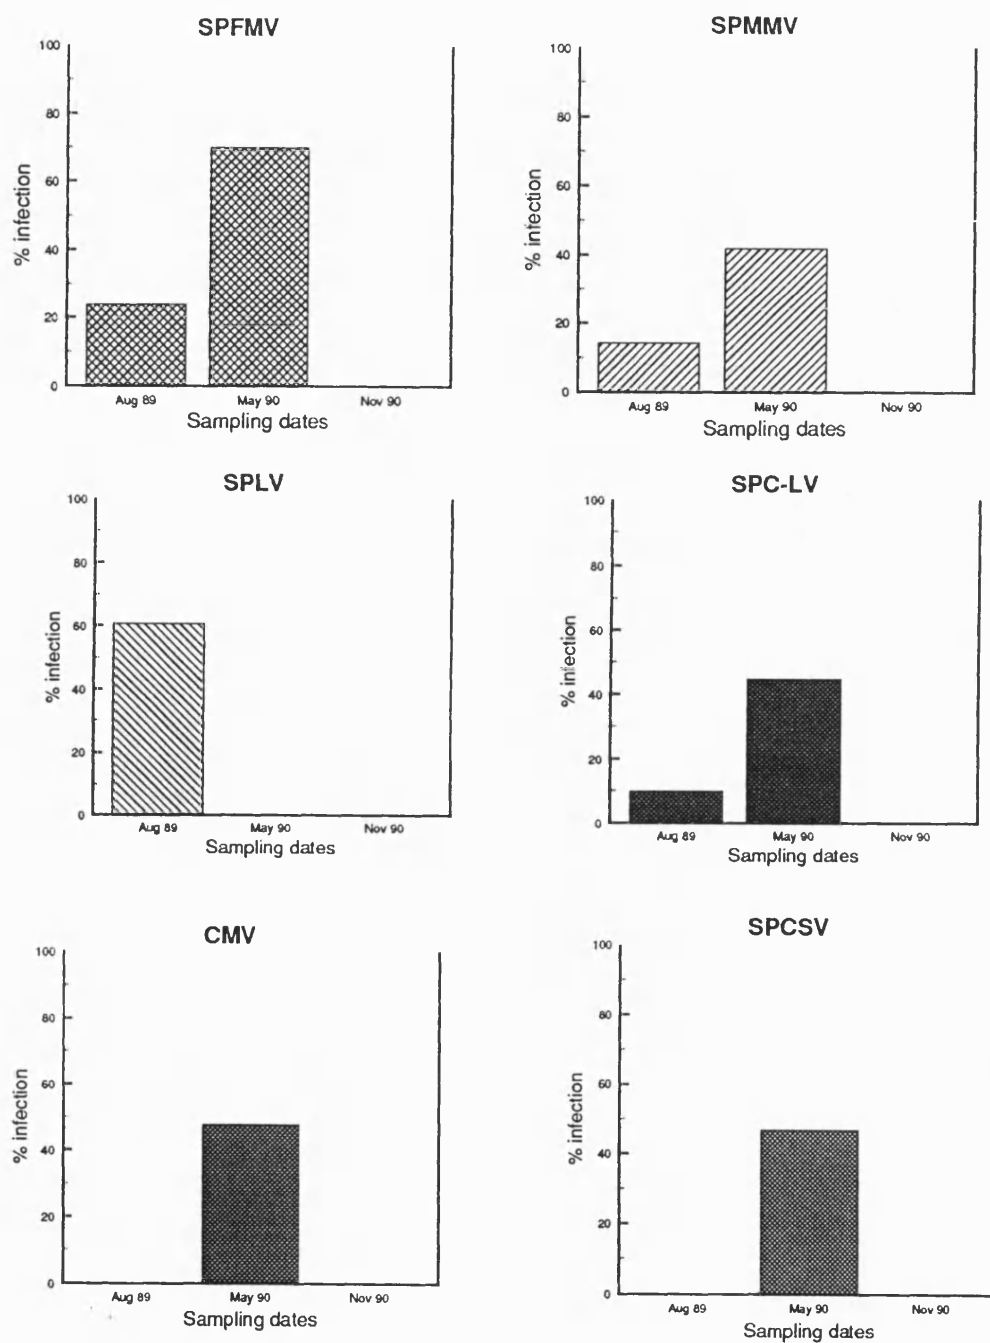 SPFMV
100
80
60
40
20
0
% infection
Aug 89 May 90 Nov 90
Sampling dates
SPMMV
100
80
60
40
20
0
% infection
Aug 89 May 90 Nov 90
Sampling dates
SPLV
100
80
60
40
20
0
% infection
Aug 89 May 90 Nov 90
Sampling dates
SPC-LV
100
80
60
40
20
0
% infection
Aug 89 May 90 Nov 90
Sampling dates
CMV
100
80
60
40
20
0
% infection
Aug 89 May 90 Nov 90
Sampling dates
SPCSV
100
80
60
40
20
0
% infection
Aug 89 May 90 Nov 90
Sampling dates